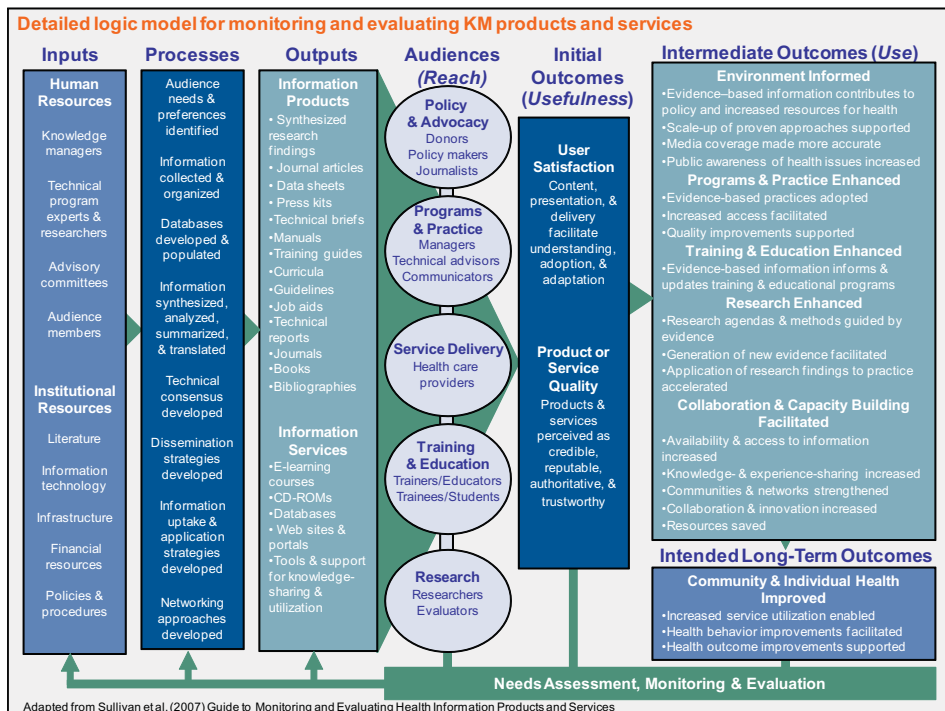 Detailed logic model for monitoring and evaluating KM products and services
Inputs
Human
Resources
Knowledge
managers
Technical
program
experts &
researchers
Advisory
committees
Audience
members
Institutional
Resources
Literature
Information
technology
Infrastructure
Financial
resources
Policies &
procedures
Processes
Audience
needs &
preferences
identified
Information
collected &
organized
Databases
developed &
populated
Information
synthesized,
analyzed,
summarized,
& translated
Technical
consensus
developed
Dissemination
strategies
developed
Information
uptake &
application
strategies
developed
Networking
approaches
developed
Outputs
Information
Products
• Synthesized
research
findings
• Journal articles
• Data sheets
• Press kits
•Technical briefs
•Manuals
•Training guides
•Curricula
•Guidelines
•Job aids
•Technical
reports
•Journals
•Books
•Bibliographies
Information
Services
•E-learning
courses
•CD-ROMs
•Databases
• Web sites &
portals
•Tools & support
for knowledge-
sharing &
utilization
Audiences
(Reach)
Policy
& Advocacy
Donors
Policy makers
Journalists
Programs
& Practice
Managers
Technical advisors
Communicators
Service Delivery
Health care
providers
Training
& Education
Trainers/Educators
Trainees/Students
Research
Researchers
Evaluators
Initial
Outcomes
(Usefulness)
User
Satisfaction
Content,
presentation,
and delivery
facilitate
understanding,
adoption, &
adaptation
Product or
Service
Quality
Products &
services
perceived as
credible,
reputable,
authoritative, &
trustworthy
Intermediate Outcomes (Use)
Environment Informed
•Evidence–based information contributes to
policy and increased resources for health
•Scale-up of proven approaches supported
•Media coverage made more accurate
•Public awareness of health issues increased
Programs & Practice Enhanced
•Evidence-based practices adopted
•Increased access facilitated
•Quality improvements supported
Training & Education Enhanced
•Evidence-based information informs &
updates training & educational programs
Research Enhanced
•Research agendas & methods guided by
evidence
•Generation of new evidence facilitated
•Application of research findings to practice
accelerated
Collaboration & Capacity Building
Facilitated
•Availability & access to information
increased
•Knowledge- & experience-sharing increased
•Communities & networks strengthened
•Collaboration & innovation increased
•Resources saved
Intended Long-Term Outcomes
Community & Individual Health
Improved
•Increased service utilization enabled
•Health behavior improvements facilitated
•Health outcome improvements supported
Needs Assessment, Monitoring & Evaluation
Adapted from Sullivan et al. (2007) Guide to Monitoring and Evaluating Health Information Products and Services